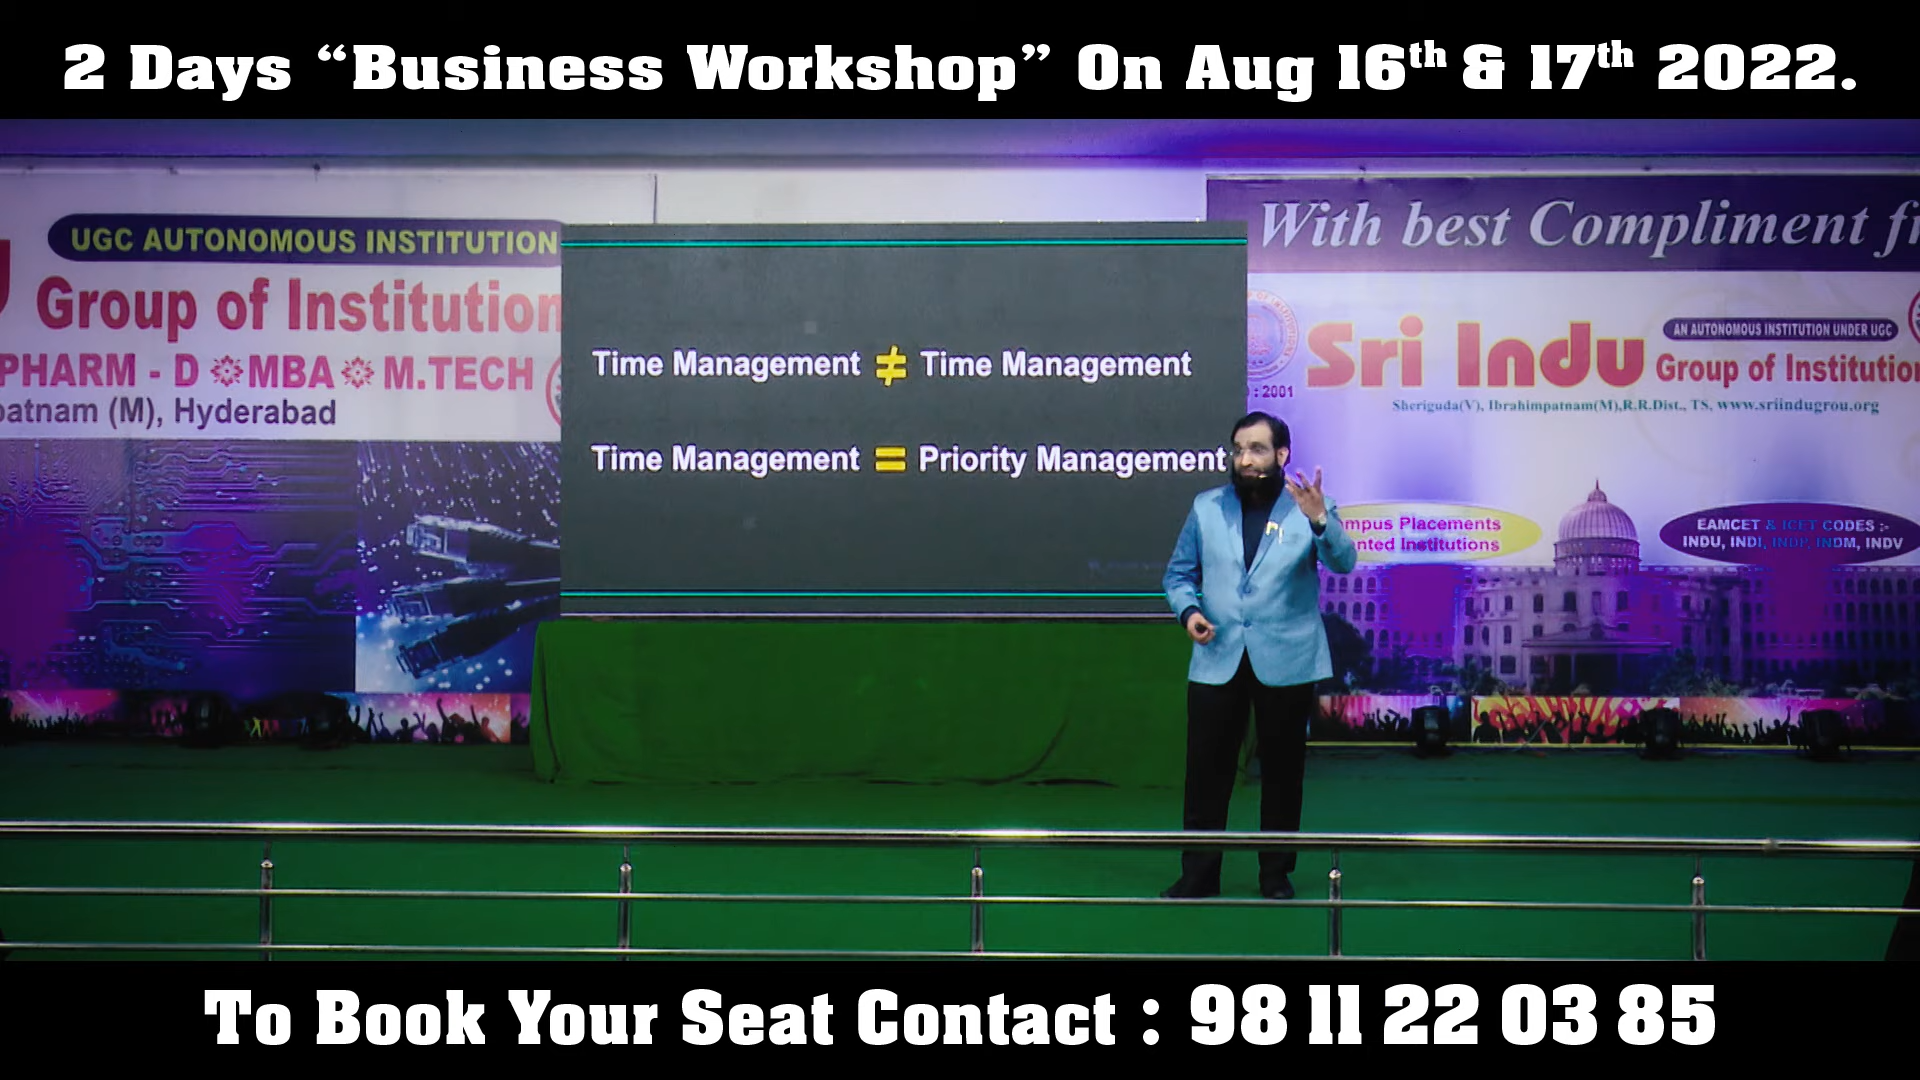 2 Days “Business Workshop” On Aug 16th & 17th 2022.
UGC AUTONOMOUS INSTITUTION
Group of Institution
PHARM - D MBA M.TECH
patnam (M), Hyderabad
Time Management ≠ Time Management
Time Management = Priority Management
With best Compliment fr
AN AUTONOMOUS INSTITUTION UNDER UGC
Sri Indu Group of Institution
: 2001
Sheriguda(V), Ibrahimpatnam(M),R.R.Dist., TS, www.sriindugrou.org
mpus Placements
nted Institutions
EAMCET & ICET CODES :-
INDU, INDI, INDP, INDM, INDV
To Book Your Seat Contact : 98 11 22 03 85